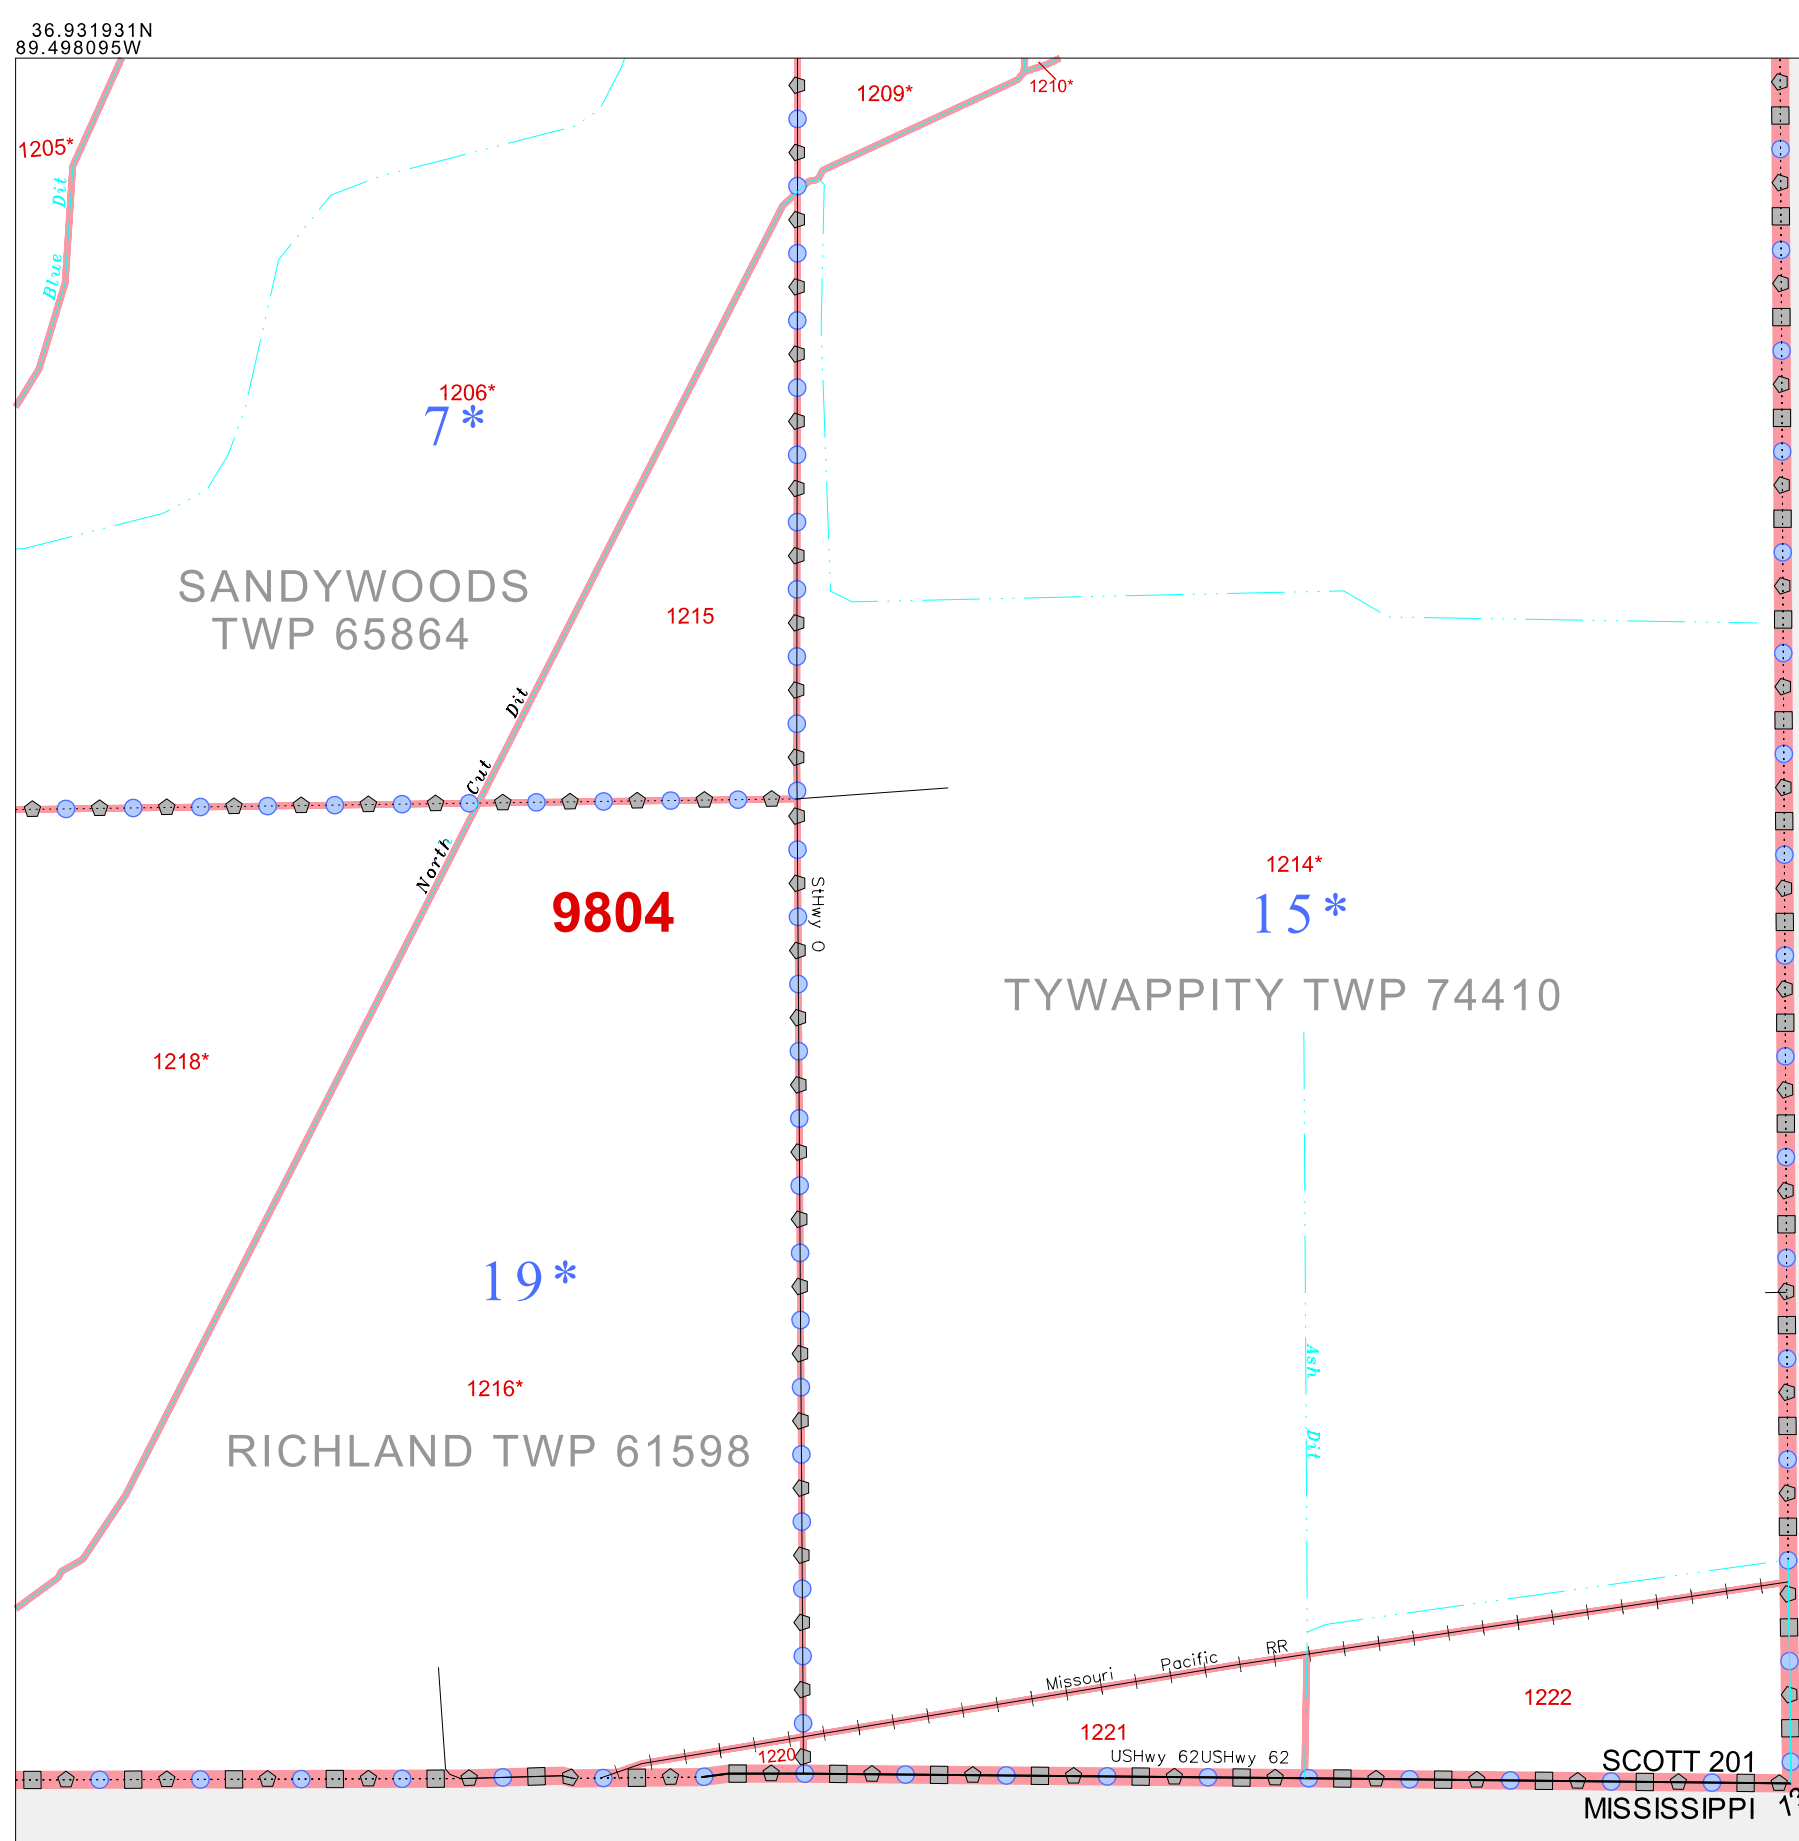 36.931931N
89.498095W
1209*
1210*
1205*
Blue Dit
1206*
7*
SANDYWOODS
TWP 65864
1215
North Cut Dit
1214*
9804
StHwy O
15*
TYWAPPITY TWP 74410
1218*
19*
Ash Dit
1216*
RICHLAND TWP 61598
Missouri Pacific RR
1222
1221
1220
USHwy 62USHwy 62
SCOTT 201
MISSISSIPPI